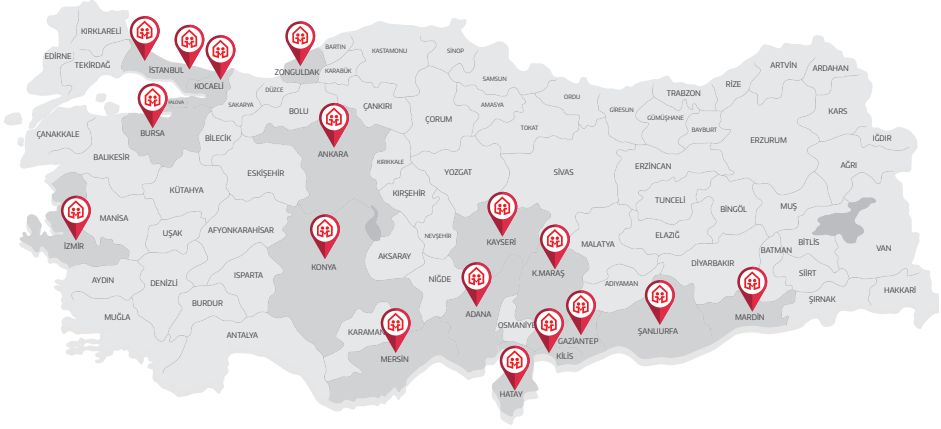 KIRKLARELİ
EDİRNE
TEKİRDAĞ
İSTANBUL
KOCAELİ
YALOVA
ZONGULDAK
BARTIN
KARABÜK
KASTAMONU
SİNOP
DÜZCE
SAKARYA
BOLU
ÇANKIRI
SAMSUN
AMASYA
ORDU
GİRESUN
TRABZON
RİZE
ARTVİN
ARDAHAN
GÜMÜŞHANE
BAYBURT
KARS
IĞDIR
ÇANAKKALE
BURSA
BİLECİK
BALIKESİR
ANKARA
ÇORUM
TOKAT
ERZURUM
KIRIKKALE
ESKİŞEHİR
YOZGAT
SİVAS
ERZİNCAN
AĞRI
KÜTAHYA
KIRŞEHİR
TUNCELİ
BİNGÖL
MUŞ
MANİSA
UŞAK
AFYONKARAHİSAR
NEVŞEHİR
KAYSERİ
MALATYA
ELAZIĞ
BİTLİS
VAN
İZMİR
AKSARAY
KONYA
BATMAN
DİYARBAKIR
SİİRT
AYDIN
DENİZLİ
ISPARTA
NİĞDE
K.MARAŞ
ADIYAMAN
HAKKARİ
ŞIRNAK
BURDUR
MUĞLA
ANTALYA
KARAMAN
ADANA
OSMANİYE
GAZİANTEP
ŞANLIURFA
MARDİN
MERSİN
KİLİS
HATAY